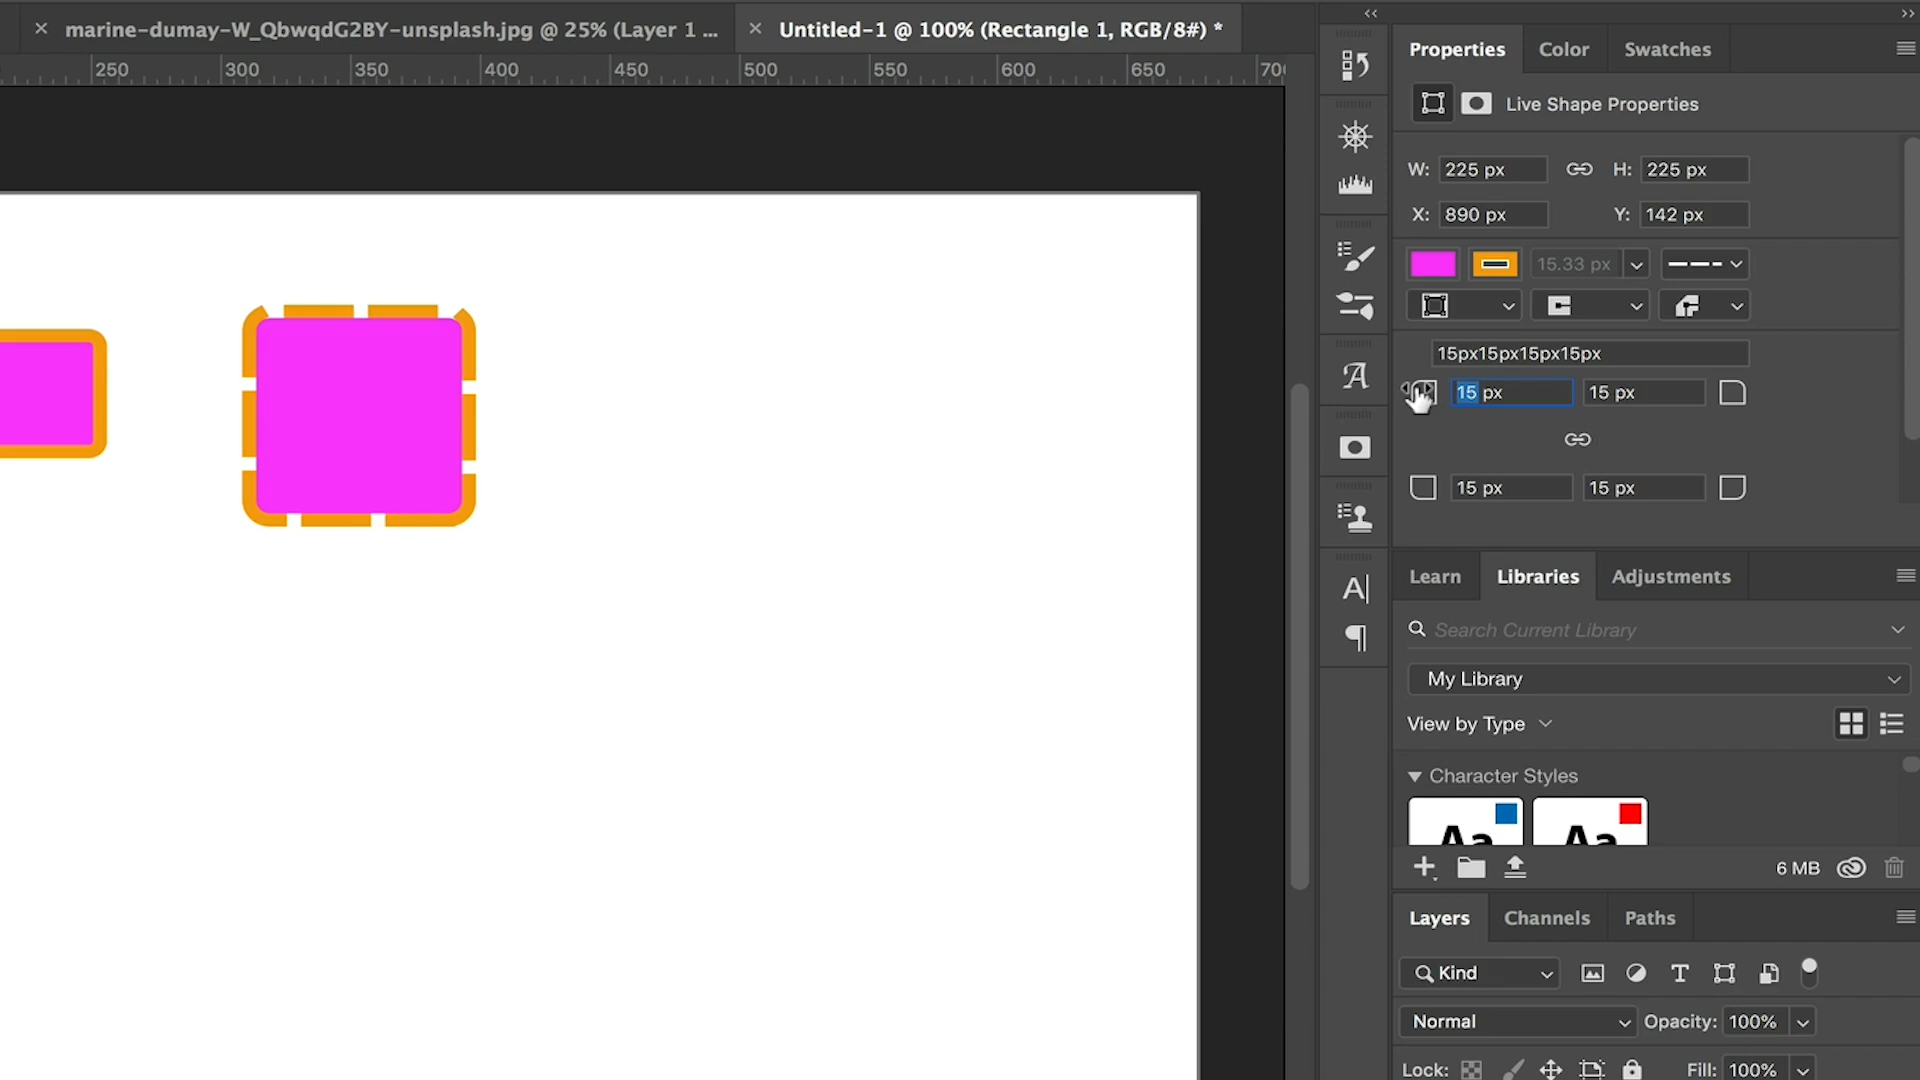 marine-dumay-W_QbwqdG2BY-unsplash.jpg @ 25% (Layer 1 ...
Untitled-1 @ 100% (Rectangle 1, RGB/8#) *
250 300 350 400 450 500 550 600 650
Properties Color Swatches
Live Shape Properties
W: 225 px H: 225 px
X: 890 px Y: 142 px
15.33 px
15px15px15px15px
15 px 15 px
15 px 15 px
Learn Libraries Adjustments
Search Current Library
My Library
View by Type
Character Styles
Aa Aa
6 MB
Layers Channels Paths
Kind
Normal Opacity: 100%
Lock: Fill: 100%